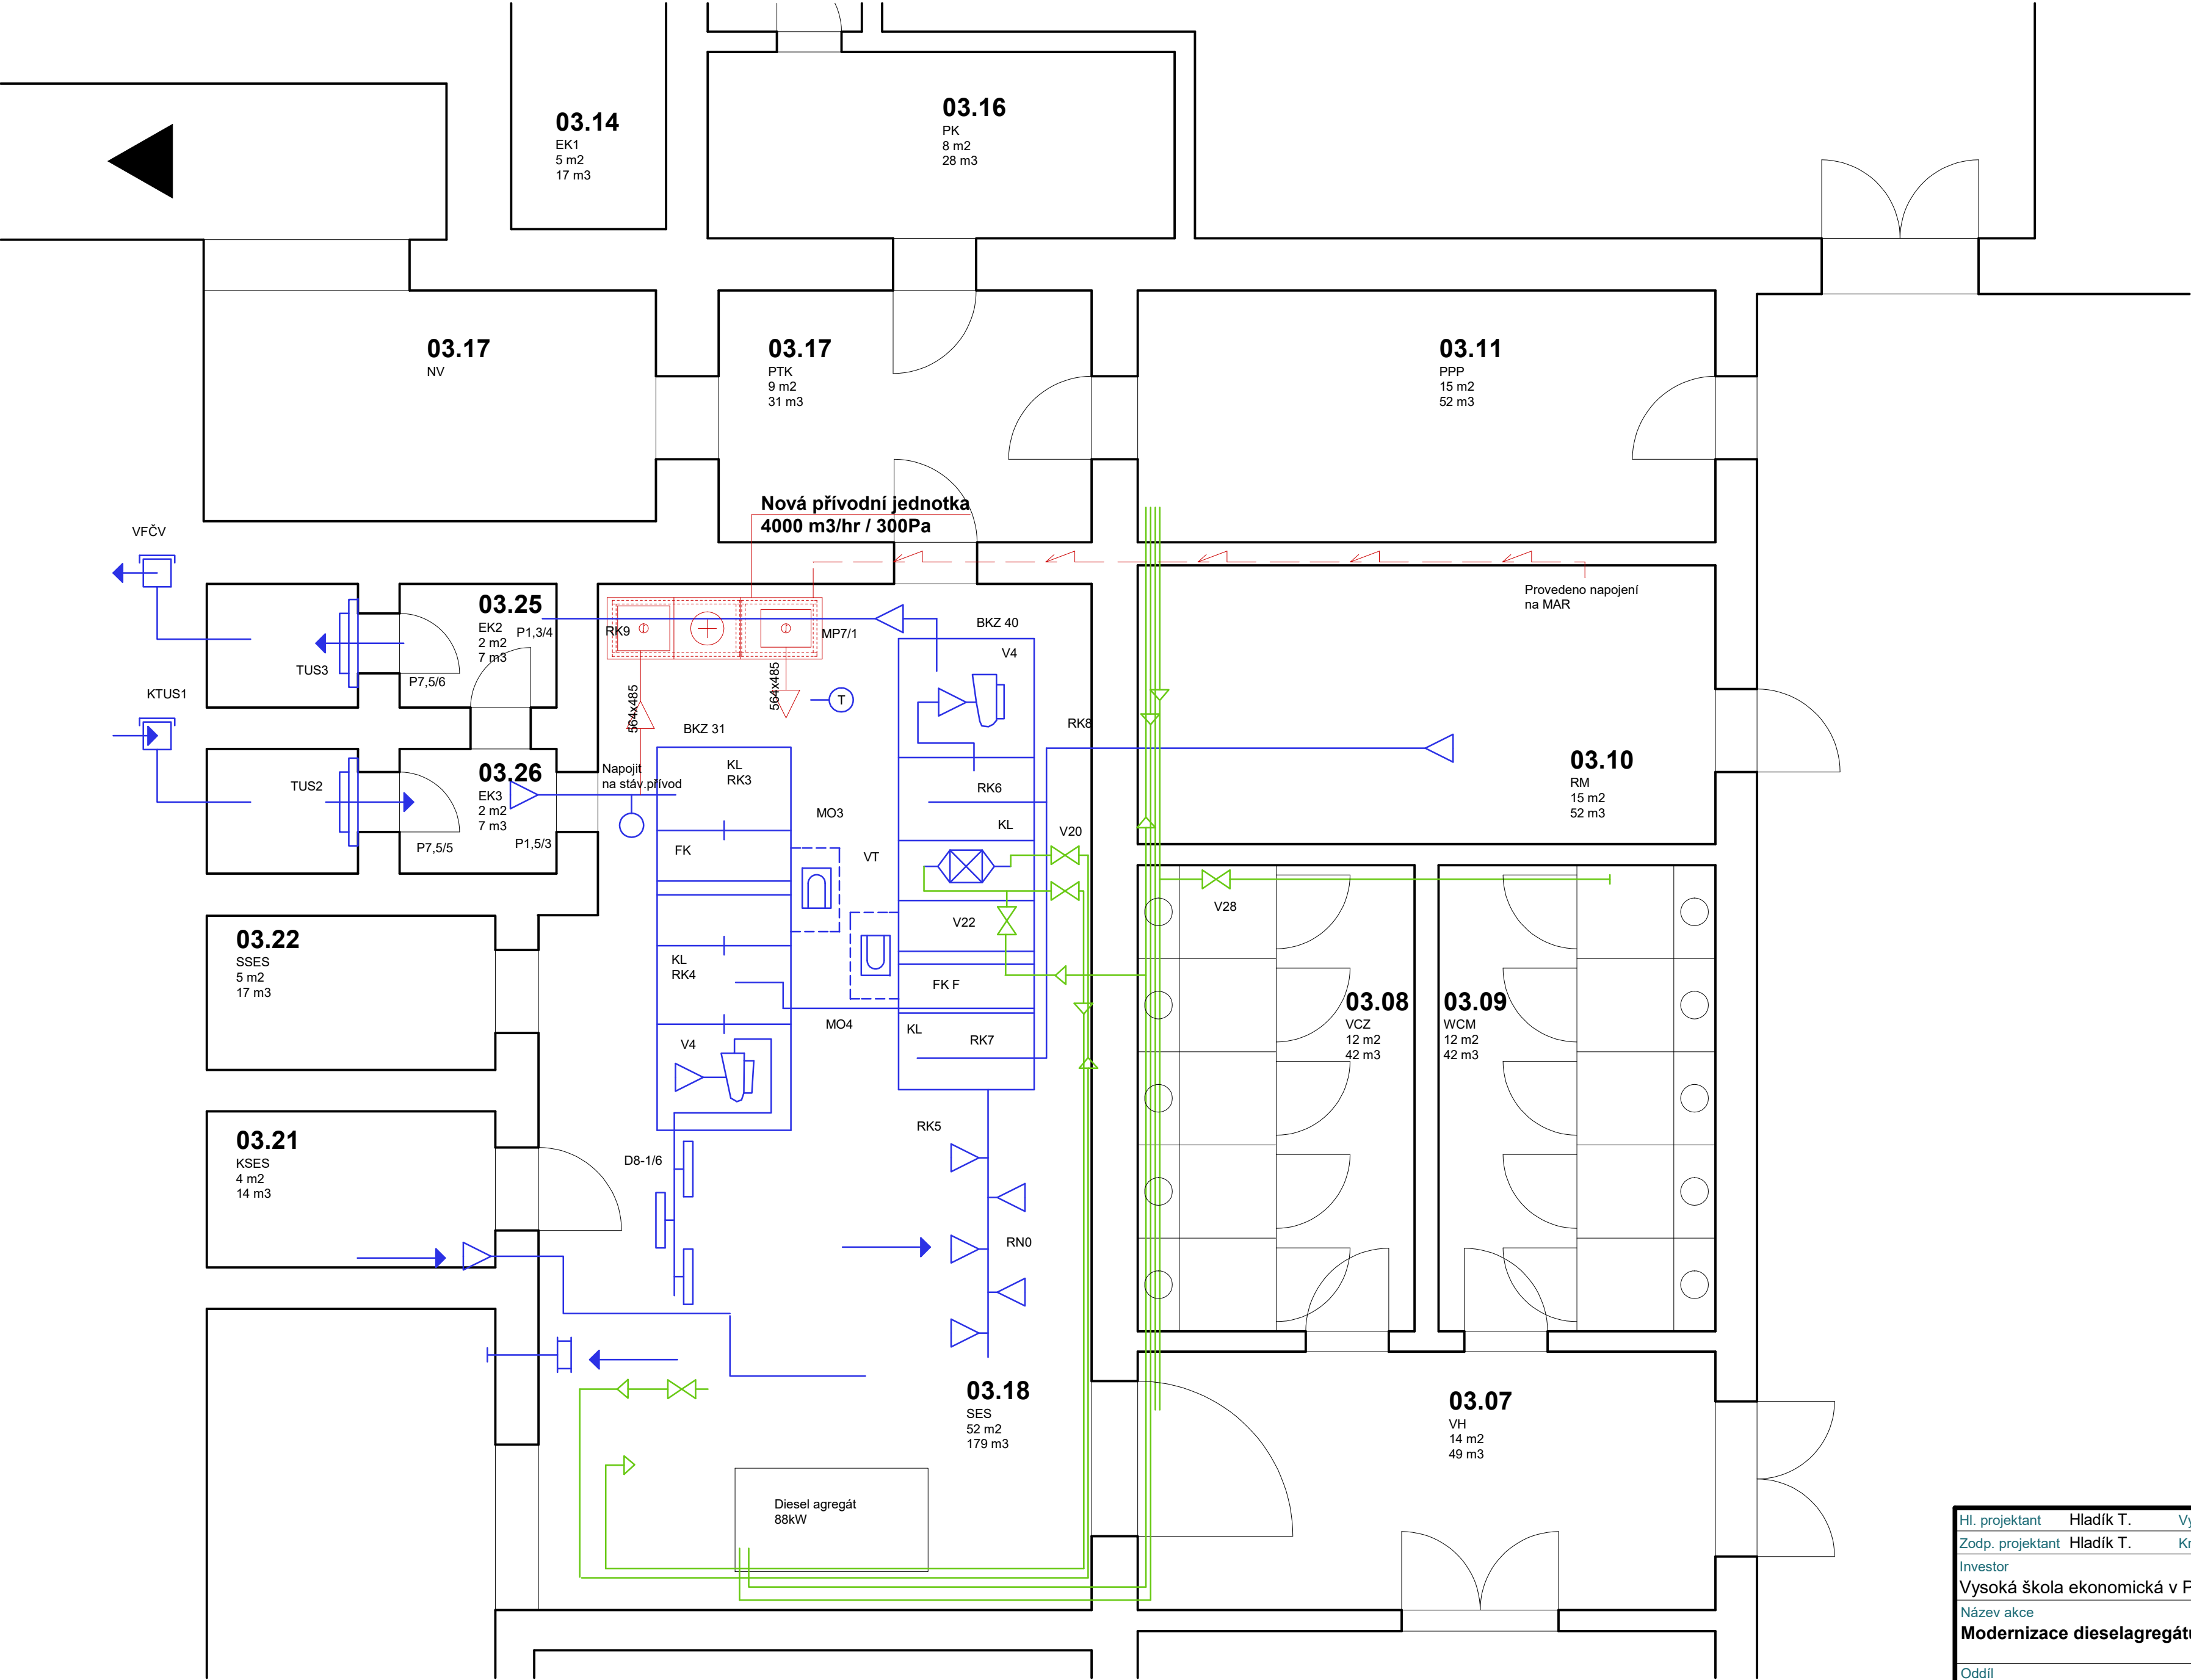 03.14
EK1
5 m2
17 m3
03.16
PK
8 m2
28 m3
03.17
NV
03.17
PTK
9 m2
31 m3
03.11
PPP
15 m2
52 m3
Nová přívodní jednotka
4000 m3/hr / 300Pa
VFČV
Provedeno napojení
na MAR
03.25
EK2
2 m2
7 m3
P1,3/4
RK9
MP7/1
BKZ 40
V4
TUS3
P7,5/6
KTUS1
564x485
564x485
T
BKZ 31
RK8
03.26
EK3
2 m2
7 m3
TUS2
Napojit
na stáv.přívod
KL
RK3
RK6
03.10
RM
15 m2
52 m3
MO3
KL
V20
P7,5/5
P1,5/3
FK
VT
V28
V22
03.22
SSES
5 m2
17 m3
KL
RK4
FK F
03.08
VCZ
12 m2
42 m3
03.09
WCM
12 m2
42 m3
MO4
KL
RK7
V4
RK5
03.21
KSES
4 m2
14 m3
D8-1/6
RN0
03.18
SES
52 m2
179 m3
03.07
VH
14 m2
49 m3
Diesel agregát
88kW
Hl. projektant Hladík T.
Zodp. projektant Hladík T.
Investor
Vysoká škola ekonomická v
Název akce
Modernizace
Oddíl